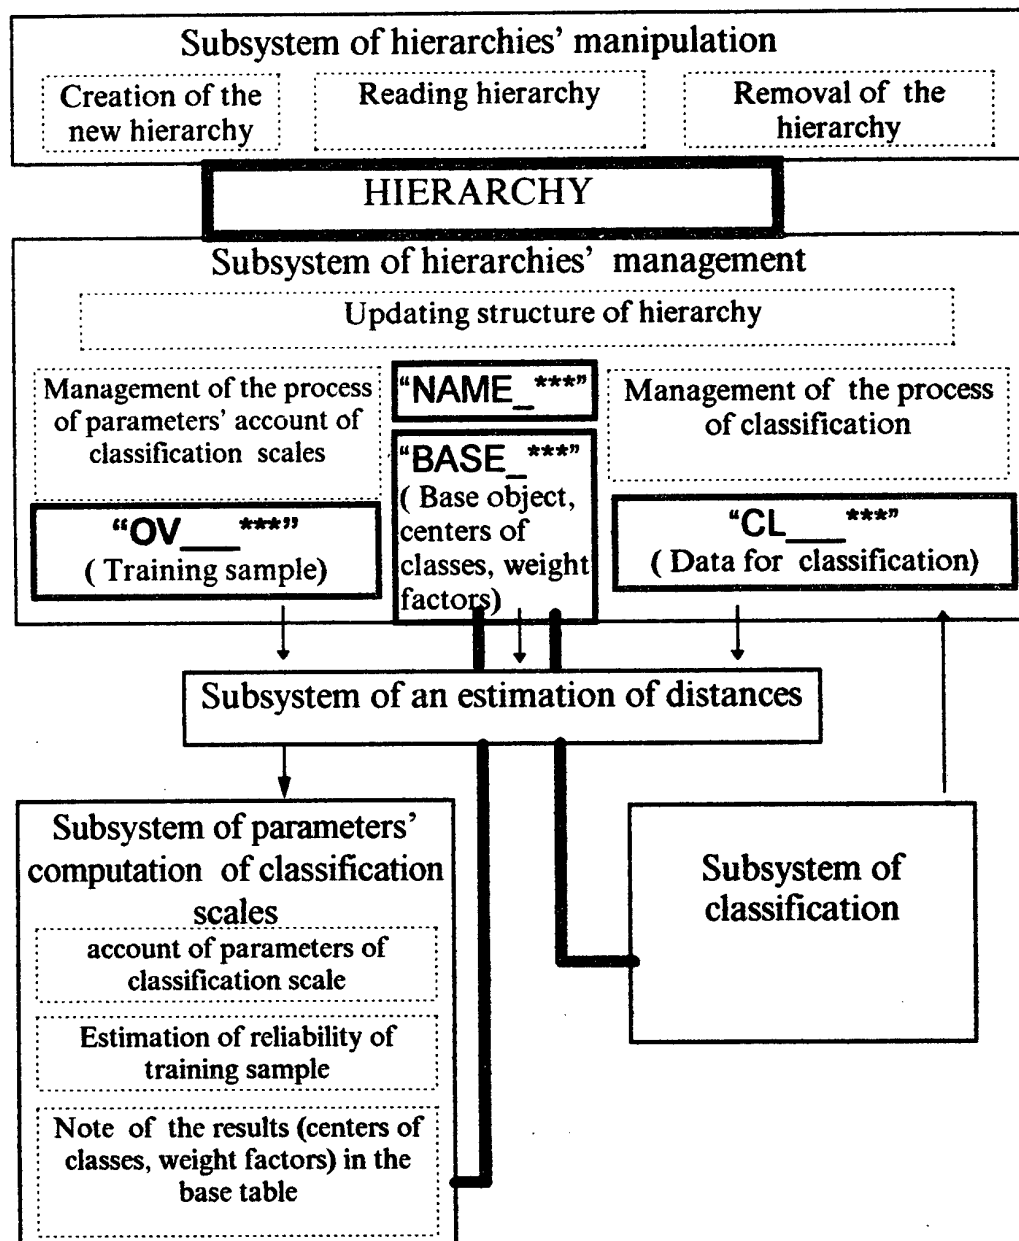 Subsystem of hierarchies' manipulation
Creation of the
new hierarchy
Reading hierarchy
Removal of the
hierarchy
HIERARCHY
Subsystem of hierarchies' management
Updating structure of hierarchy
Management of the process
of parameters' account of
classification scales
"NAME_***"
Management of the process
of classification
"BASE_***"
( Base object,
centers of
classes, weight
factors)
"OV___***"
( Training sample)
"CL___***"
( Data for classification)
Subsystem of an estimation of distances
Subsystem of parameters'
computation of classification
scales
account of parameters of
classification scale
Estimation of reliability of
training sample
Note of the results (centers of
classes, weight factors) in the
base table
Subsystem of
classification